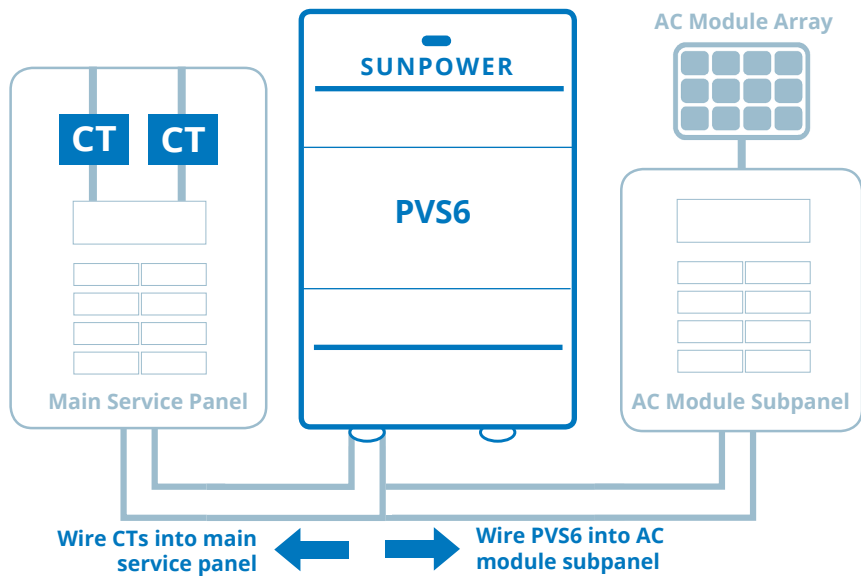 AC Module Array
SUNPOWER
CT
CT
PVS6
Main Service Panel
AC Module Subpanel
Wire CTs into main
service panel
Wire PVS6 into AC
module subpanel